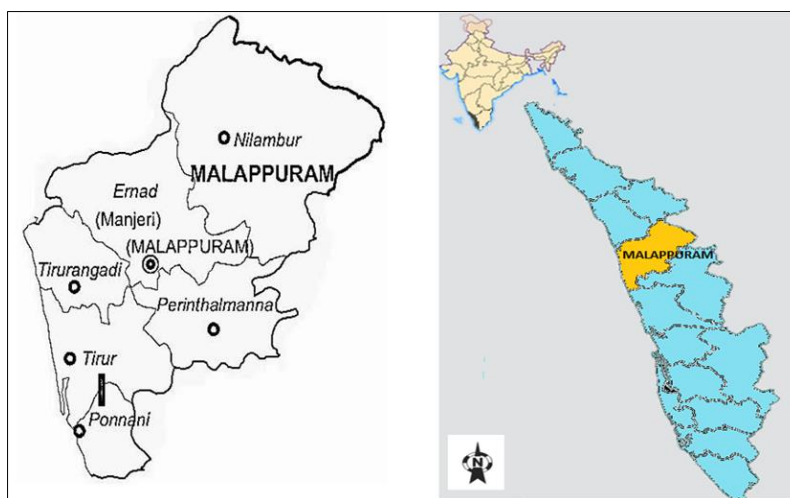 Nilambur
MALAPPURAM
Ernad
(Manjeri)
(MALAPPURAM)
Tirurangadi
Perinthalmanna
Tirur
Ponnani
MALAPPURAM
N